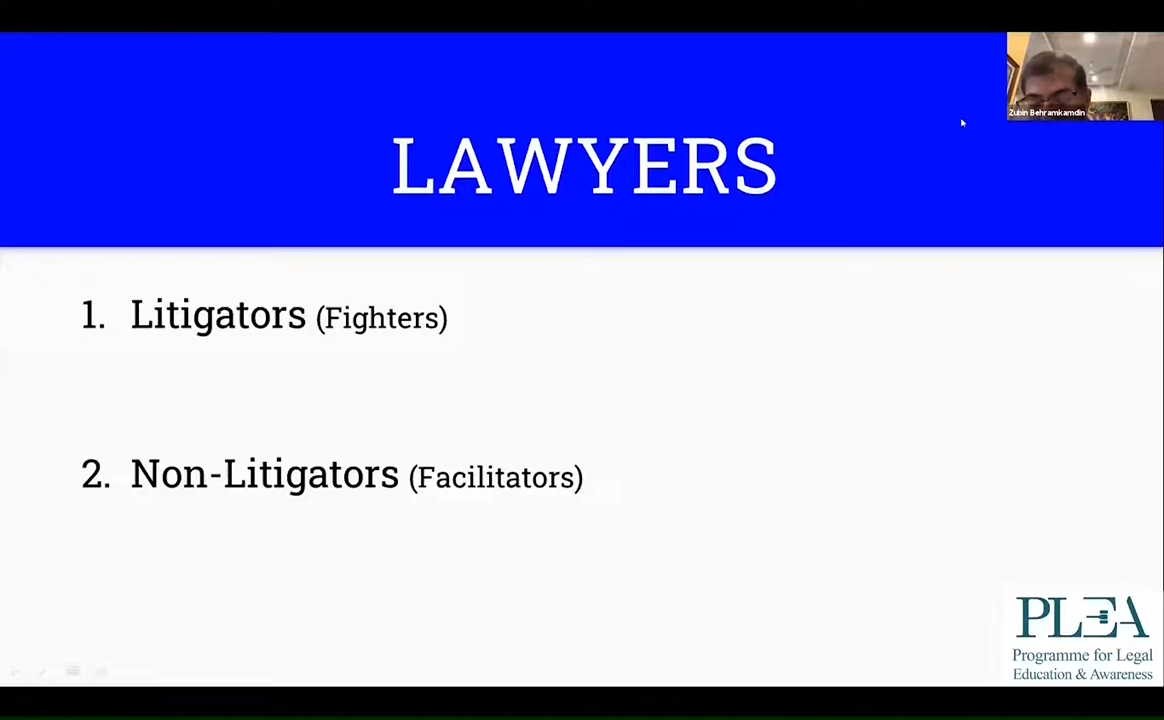 Zubin Behramkamdin
LAWYERS
1. Litigators (Fighters)
2. Non-Litigators (Facilitators)
PLEA
Programme for Legal
Education & Awareness